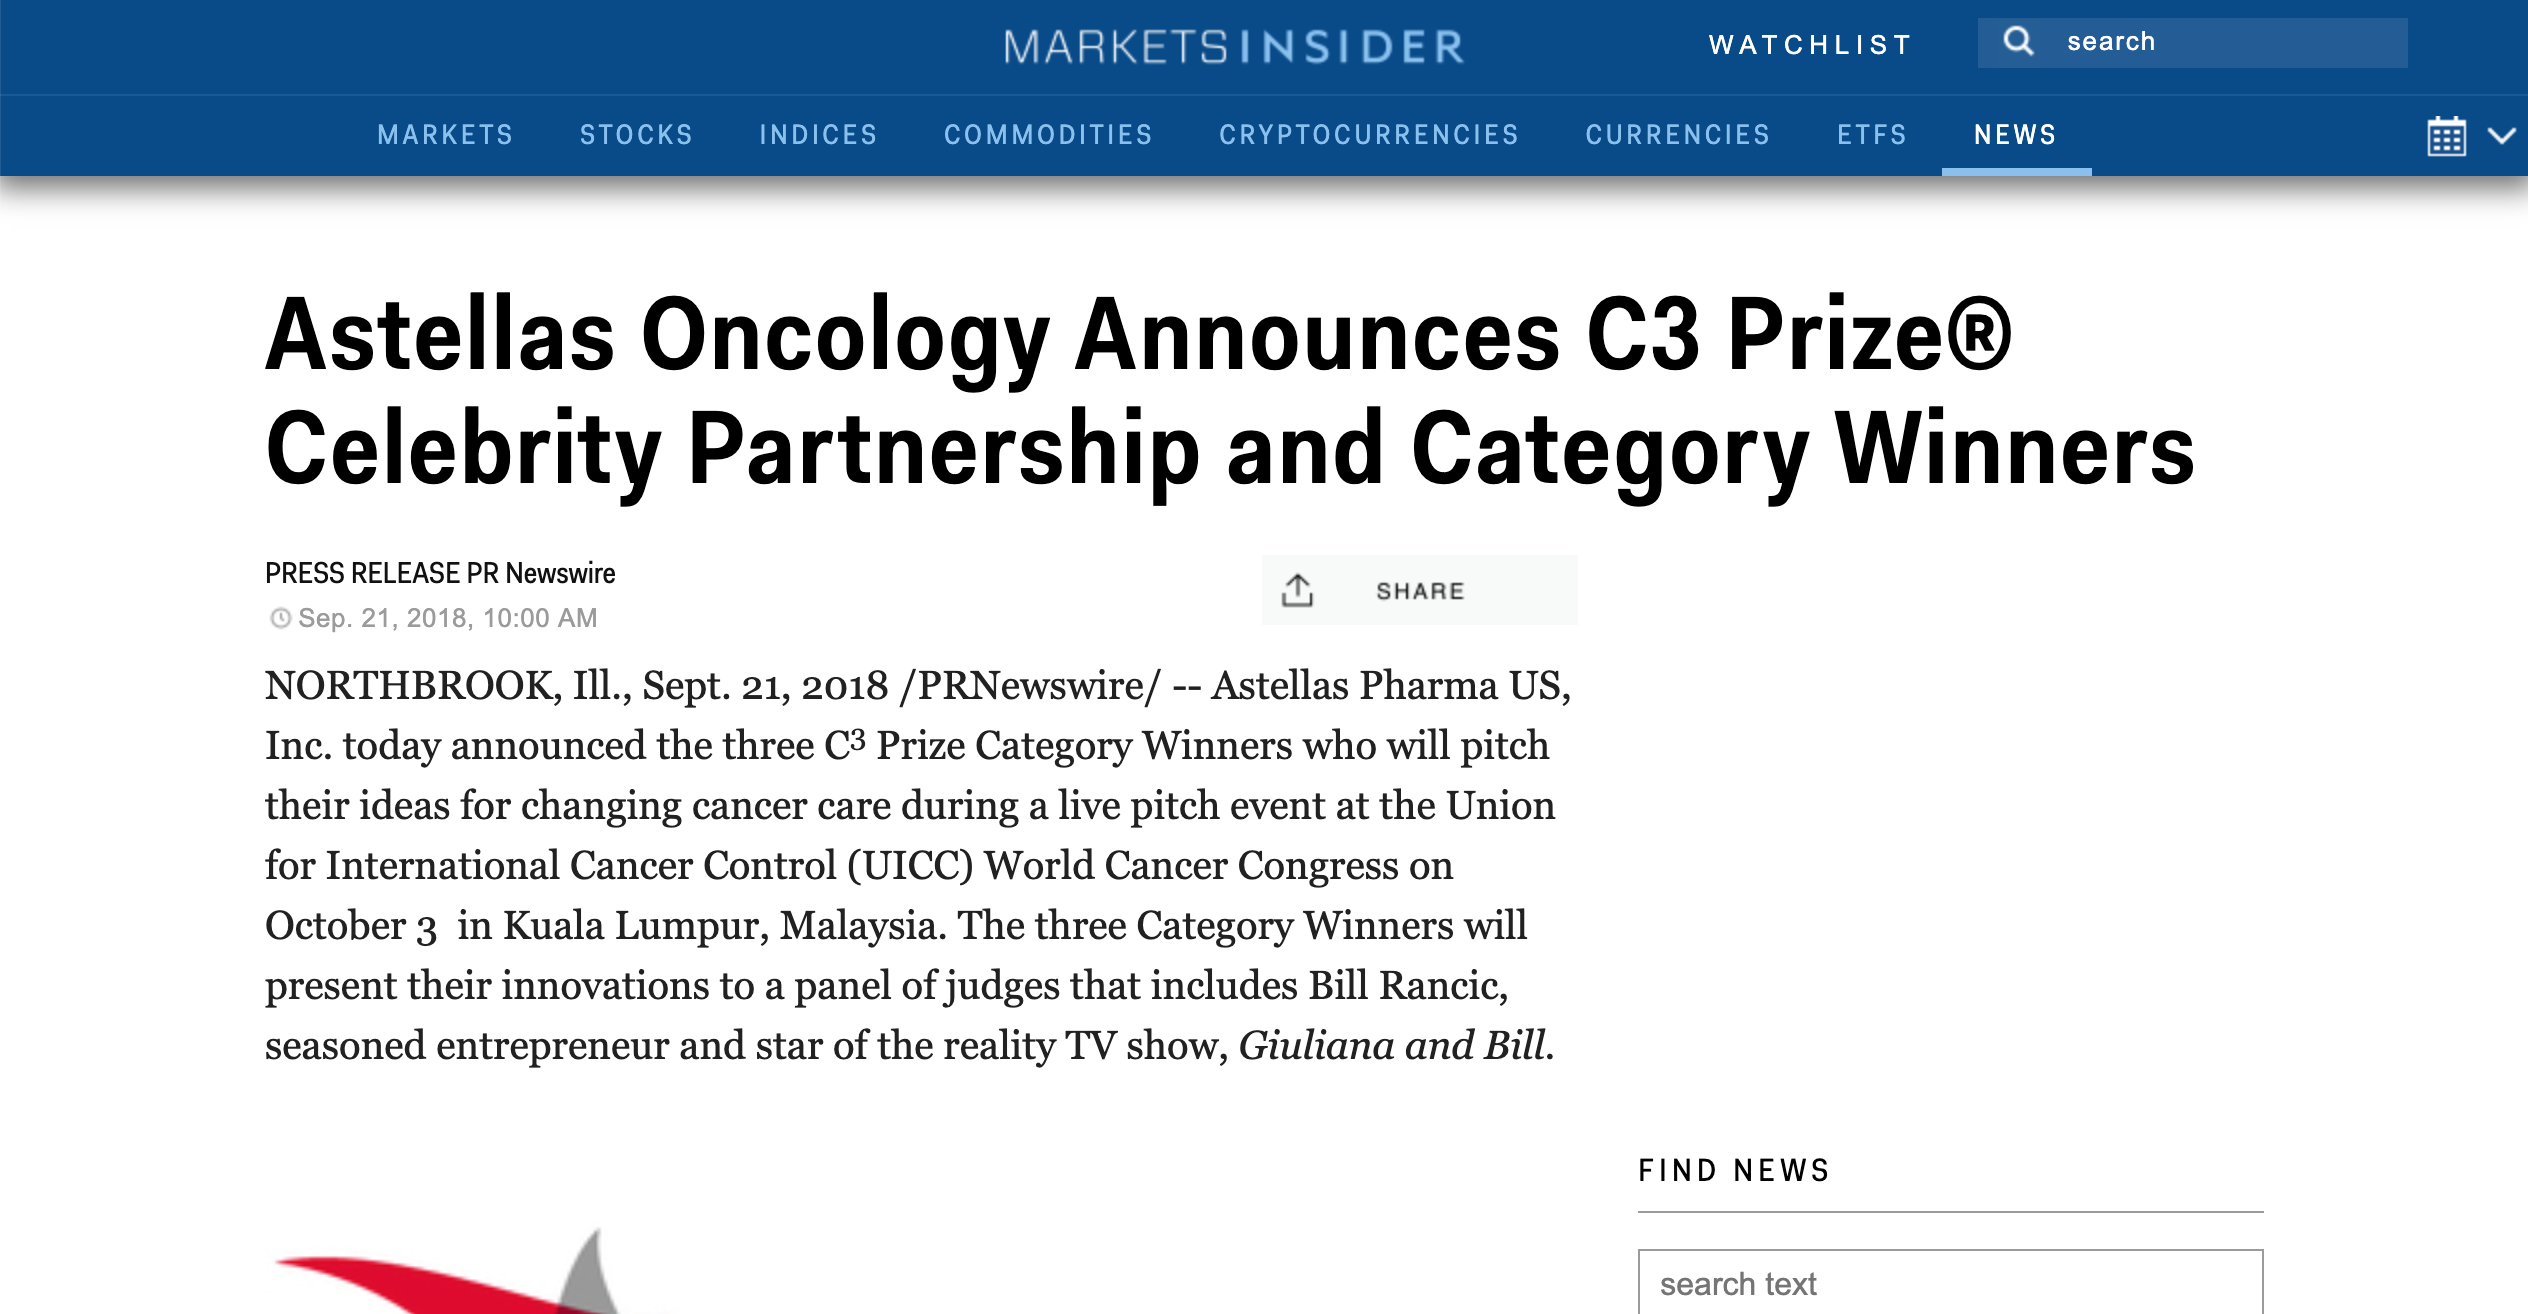 MARKETS INSIDER
WATCHLIST
search
MARKETS
STOCKS
INDICES
COMMODITIES
CRYPTOCURRENCIES
CURRENCIES
ETFS
NEWS
Astellas Oncology Announces C3 Prize®
Celebrity Partnership and Category Winners
PRESS RELEASE PR Newswire
Sep. 21, 2018, 10:00 AM
SHARE
NORTHBROOK, Ill., Sept. 21, 2018 /PRNewswire/ -- Astellas Pharma US,
Inc. today announced the three C³ Prize Category Winners who will pitch
their ideas for changing cancer care during a live pitch event at the Union
for International Cancer Control (UICC) World Cancer Congress on
October 3  in Kuala Lumpur, Malaysia. The three Category Winners will
present their innovations to a panel of judges that includes Bill Rancic,
seasoned entrepreneur and star of the reality TV show, Giuliana and Bill.
FIND NEWS
search text